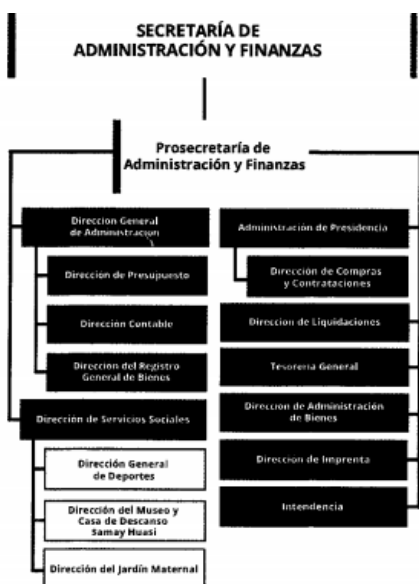 SECRETARÍA DE
ADMINISTRACIÓN Y FINANZAS
Prosecretaría de
Administración y Finanzas
Direccion General
de Administración
Dirección de Presupuesto
Dirección Contable
Direccion del Registro
General de Bienes
Dirección de Servicios Sociales
Dirección General
de Deportes
Dirección del Museo y
Casa de Descanso
Samay Huasi
Dirección del Jardín Maternal
Administración de Presidencia
Dirección de Compras
y Contrataciones
Direccion de Liquidaciones
Tesoreria General
Direccion de Administración
de Bienes
Direccion de Imprenta
Intendencia